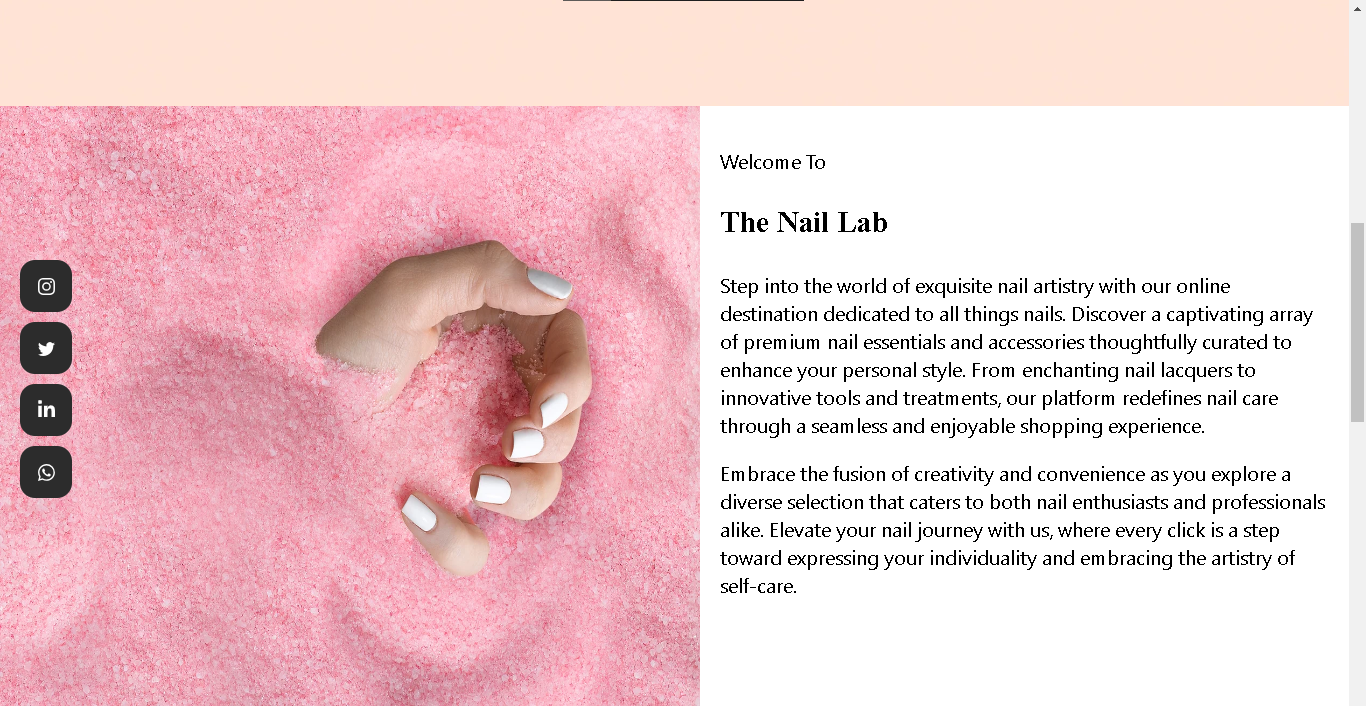 Welcome To
The Nail Lab
Step into the world of exquisite nail artistry with our online
destination dedicated to all things nails. Discover a captivating array
of premium nail essentials and accessories thoughtfully curated to
enhance your personal style. From enchanting nail lacquers to
innovative tools and treatments, our platform redefines nail care
through a seamless and enjoyable shopping experience.
Embrace the fusion of creativity and convenience as you explore a
diverse selection that caters to both nail enthusiasts and professionals
alike. Elevate your nail journey with us, where every click is a step
toward expressing your individuality and embracing the artistry of
self-care.
in